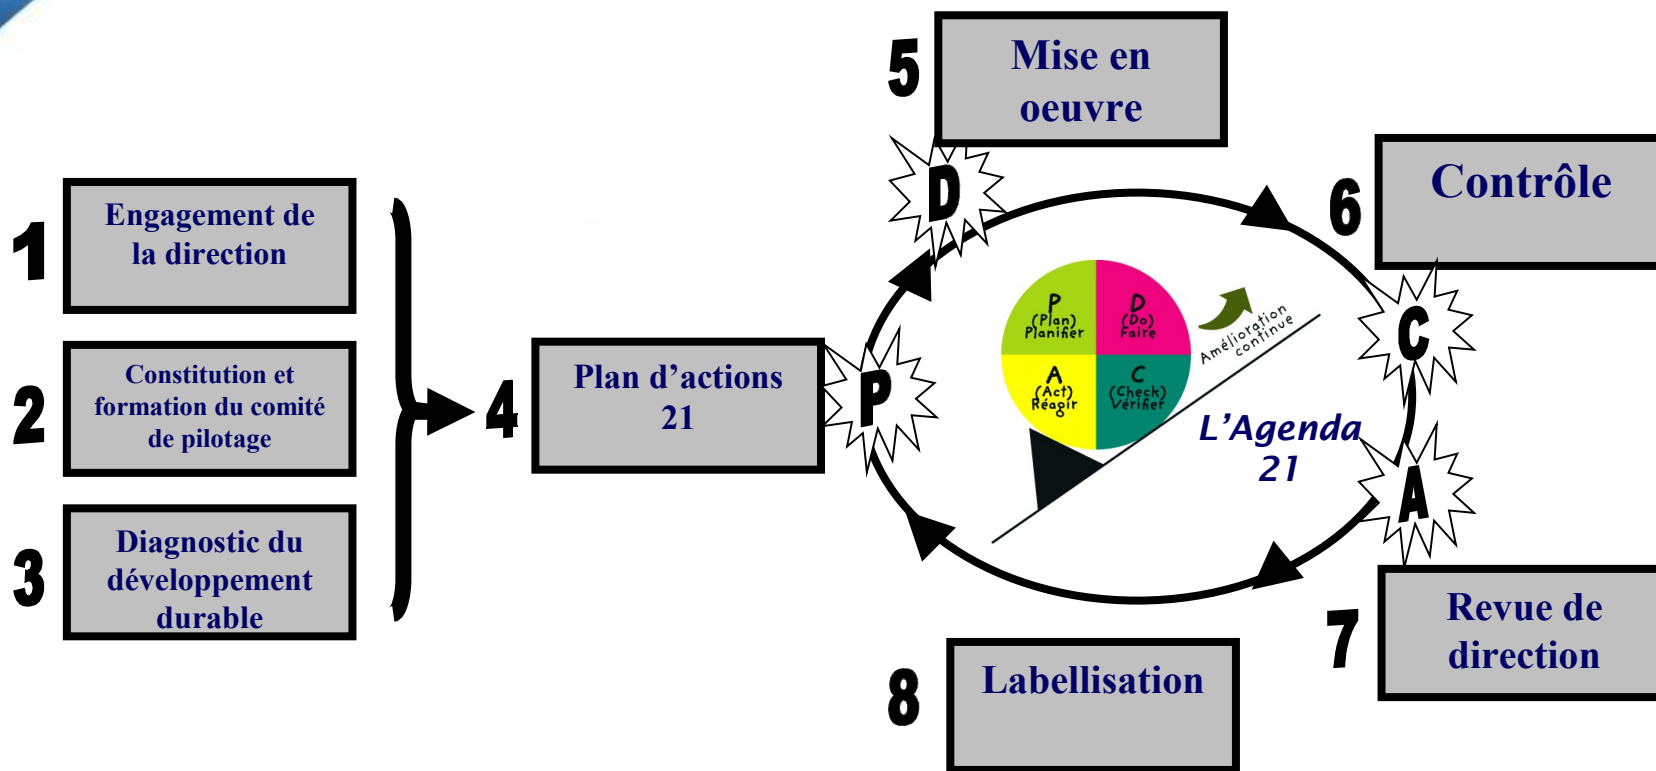 1
Engagement de
la direction
2
Constitution et
formation du comité
de pilotage
3
Diagnostic du
développement
durable
4
Plan d’actions
21
P
5
Mise en
oeuvre
D
6
Contrôle
C
A
7
Revue de
direction
8
Labellisation
P
(Plan)
Planifier
D
(Do)
Faire
A
(Act)
Réagir
C
(Check)
Vérifier
Amélioration
continue
L’Agenda
21